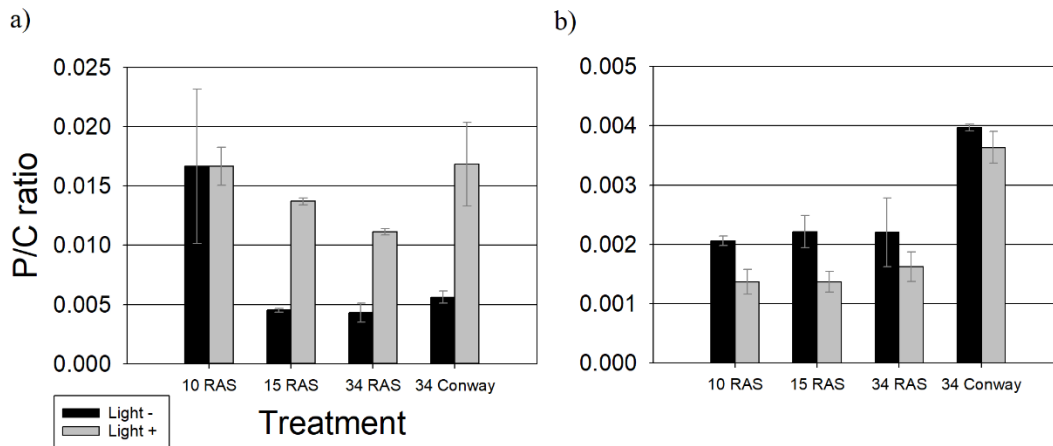 a)
0.025
0.020
0.015
0.010
0.005
0.000
P/C ratio
10 RAS 15 RAS 34 RAS 34 Conway
Treatment
Light -
Light +
b)
0.005
0.004
0.003
0.002
0.001
0.000
10 RAS 15 RAS 34 RAS 34 Conway